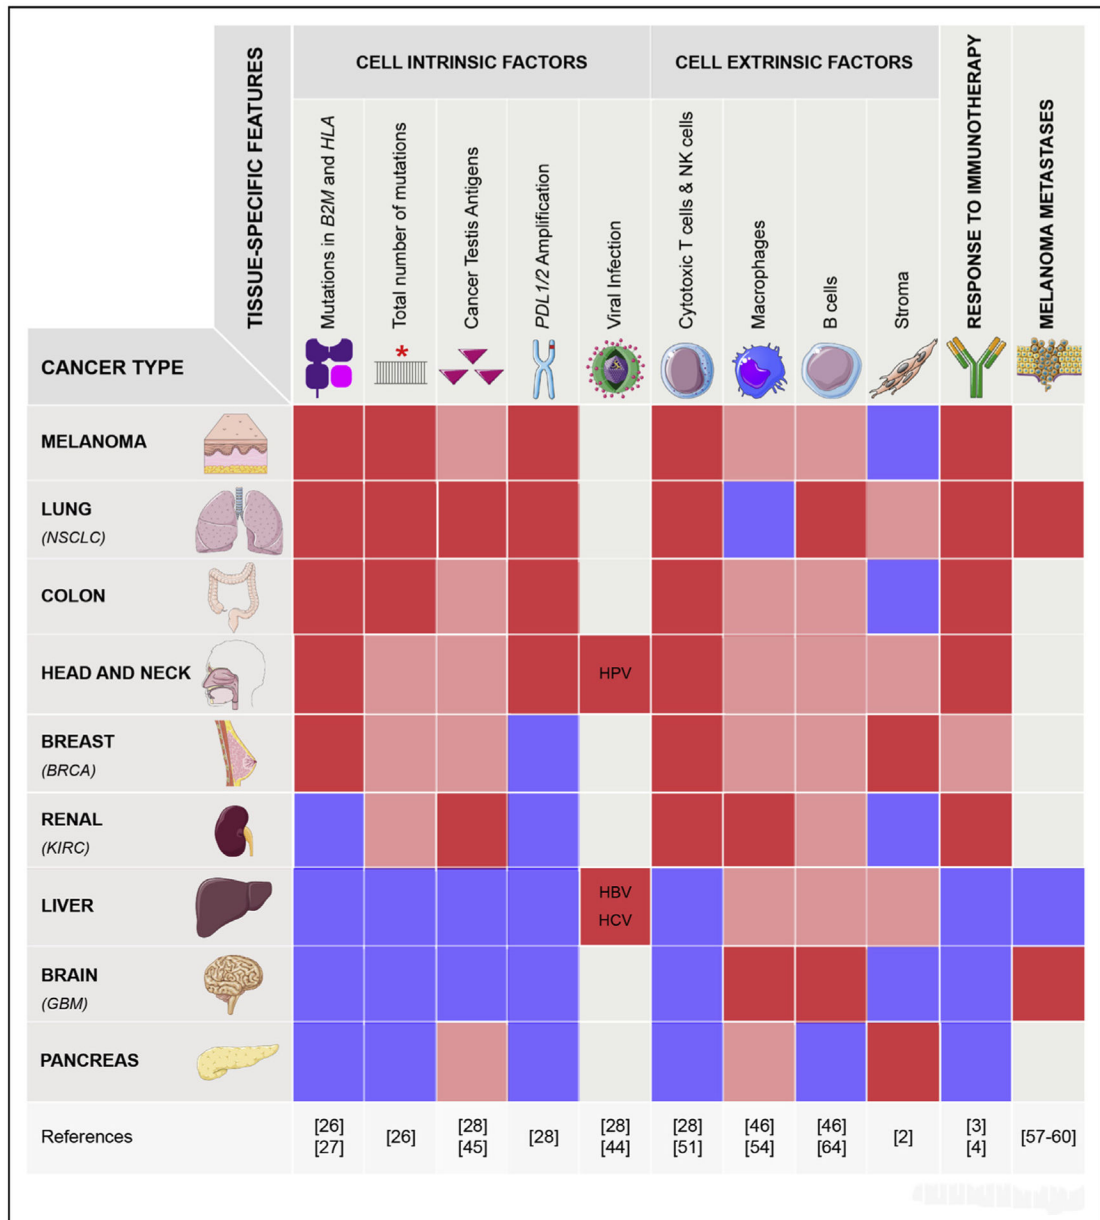 TISSUE-SPECIFIC FEATURES
CELL INTRINSIC FACTORS
CELL EXTRINSIC FACTORS
RESPONSE TO IMMUNOTHERAPY
MELANOMA METASTASES
Mutations in B2M and HLA
Total number of mutations
Cancer Testis Antigens
PDL1/2 Amplification
Viral Infection
Cytotoxic T cells & NK cells
Macrophages
B cells
Stroma
CANCER TYPE
*
MELANOMA
LUNG
(NSCLC)
COLON
HEAD AND NECK
HPV
BREAST
(BRCA)
RENAL
(KIRC)
LIVER
HBV
HCV
BRAIN
(GBM)
PANCREAS
References
[26]
[27]
[26]
[28]
[45]
[28]
[28]
[44]
[28]
[51]
[46]
[54]
[46]
[64]
[2]
[3]
[4]
[57-60]